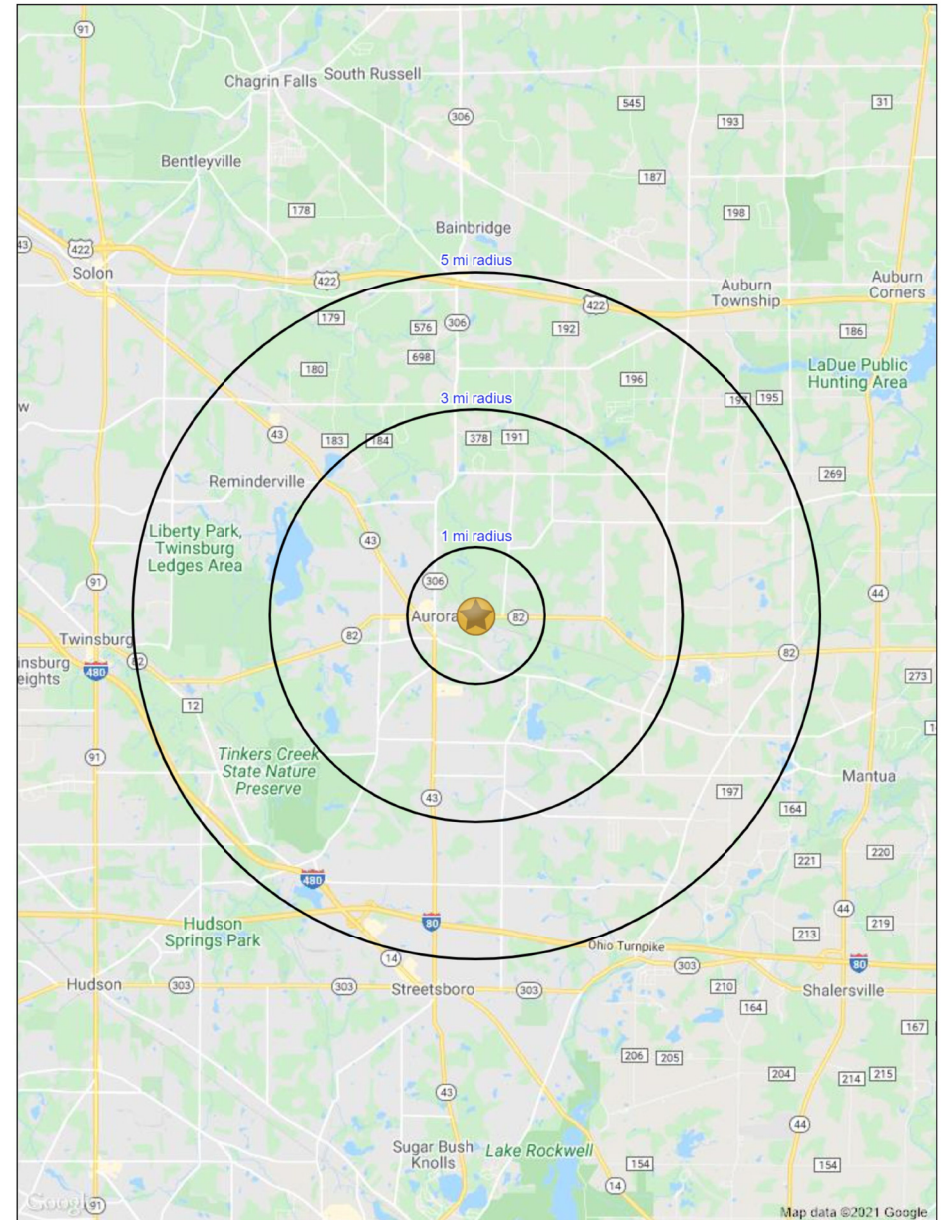 91
Chagrin Falls
South Russell
306
545
31
193
Bentleyville
187
178
198
Bainbridge
43
422
Solon
5 mi radius
422
422
Auburn
Township
Auburn
Corners
179
576
306
192
186
698
180
LaDue Public
Hunting Area
196
3 mi radius
197
195
w
43
183
184
378
191
Reminderville
269
Liberty Park,
Twinsburg
Ledges Area
43
1 mi radius
91
306
44
Aurora
82
82
Twinsburg
82
insburg
eights
480
82
273
12
1
91
Tinkers Creek
State Nature
Preserve
Mantua
43
197
164
221
220
480
44
80
219
Hudson
Springs Park
213
Ohio Turnpike
14
303
80
Hudson
303
303
Streetsboro
303
210
Shalersville
164
167
206
205
204
214
215
43
44
Sugar Bush
Knolls
Lake Rockwell
154
154
14
Google
91
Map data ©2021 Google